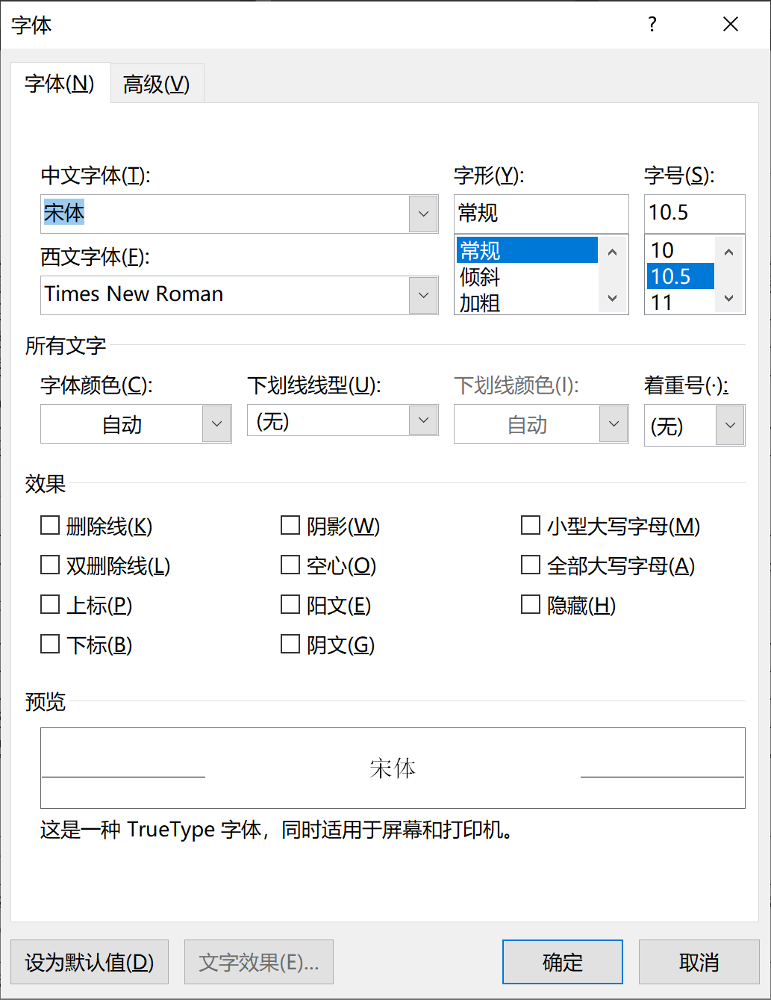 字体 ?
字体(N) 高级(V)
中文字体(T): 字形(Y): 字号(S):
宋体 常规 10.5
西文字体(F): 常规 10
Times New Roman 倾斜 10.5
加粗 11
所有文字
字体颜色(C): 下划线线型(U): 下划线颜色(I): 着重号(·):
自动 (无) 自动 (无)
效果
删除线(K) 阴影(W) 小型大写字母(M)
双删除线(L) 空心(O) 全部大写字母(A)
上标(P) 阳文(E) 隐藏(H)
下标(B) 阴文(G)
预览
宋体
这是一种 TrueType 字体，同时适用于屏幕和打印机。
设为默认值(D) 文字效果(E)... 确定 取消